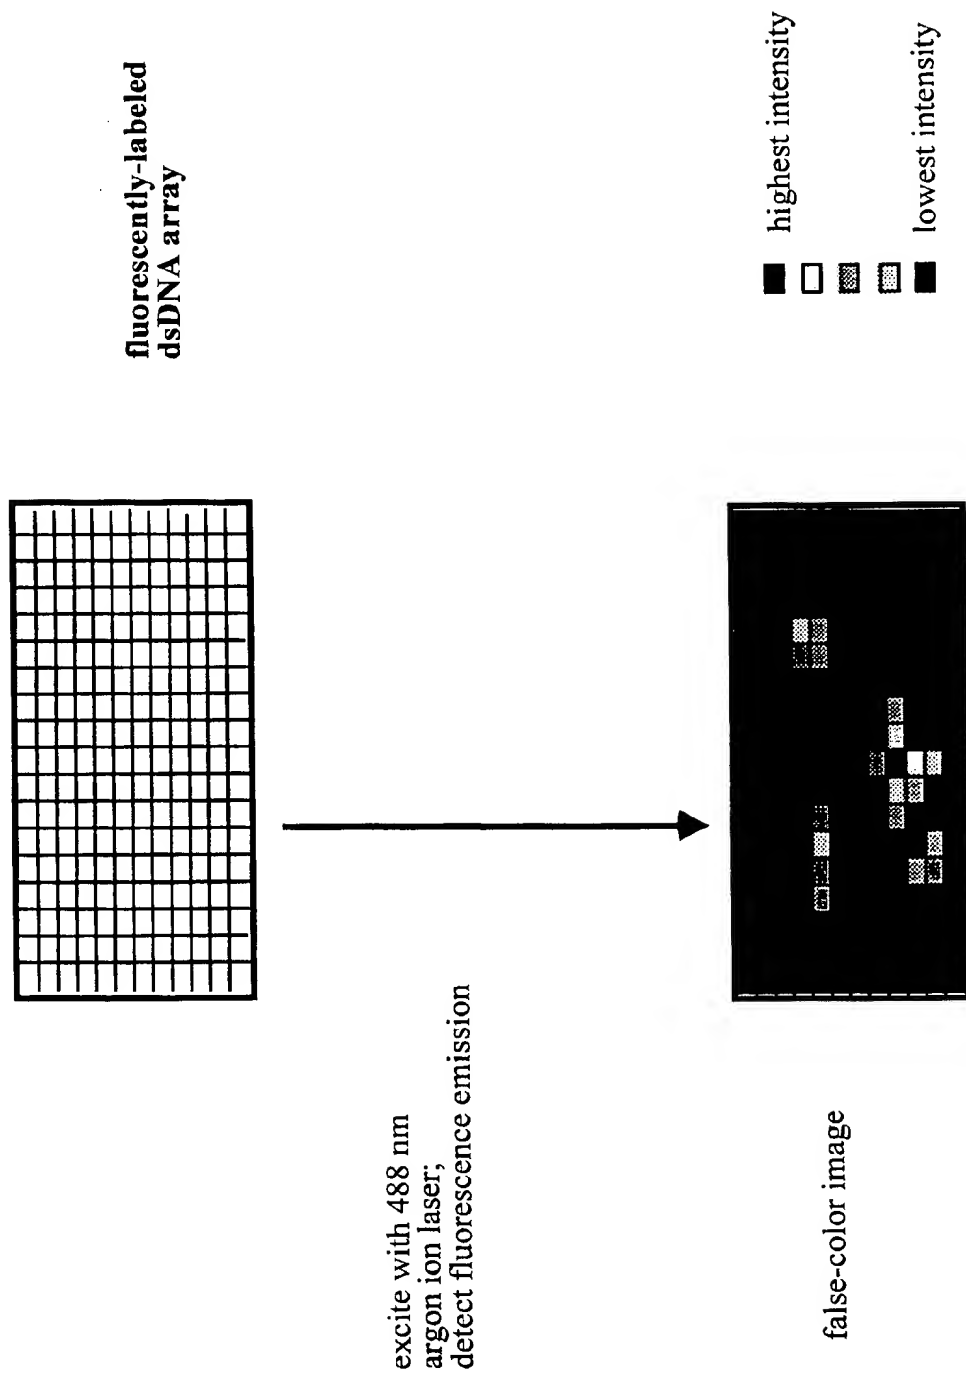 fluorescently-labeled
dsDNA array
excite with 488 nm
argon ion laser;
detect fluorescence emission
false-color image
highest intensity
lowest intensity